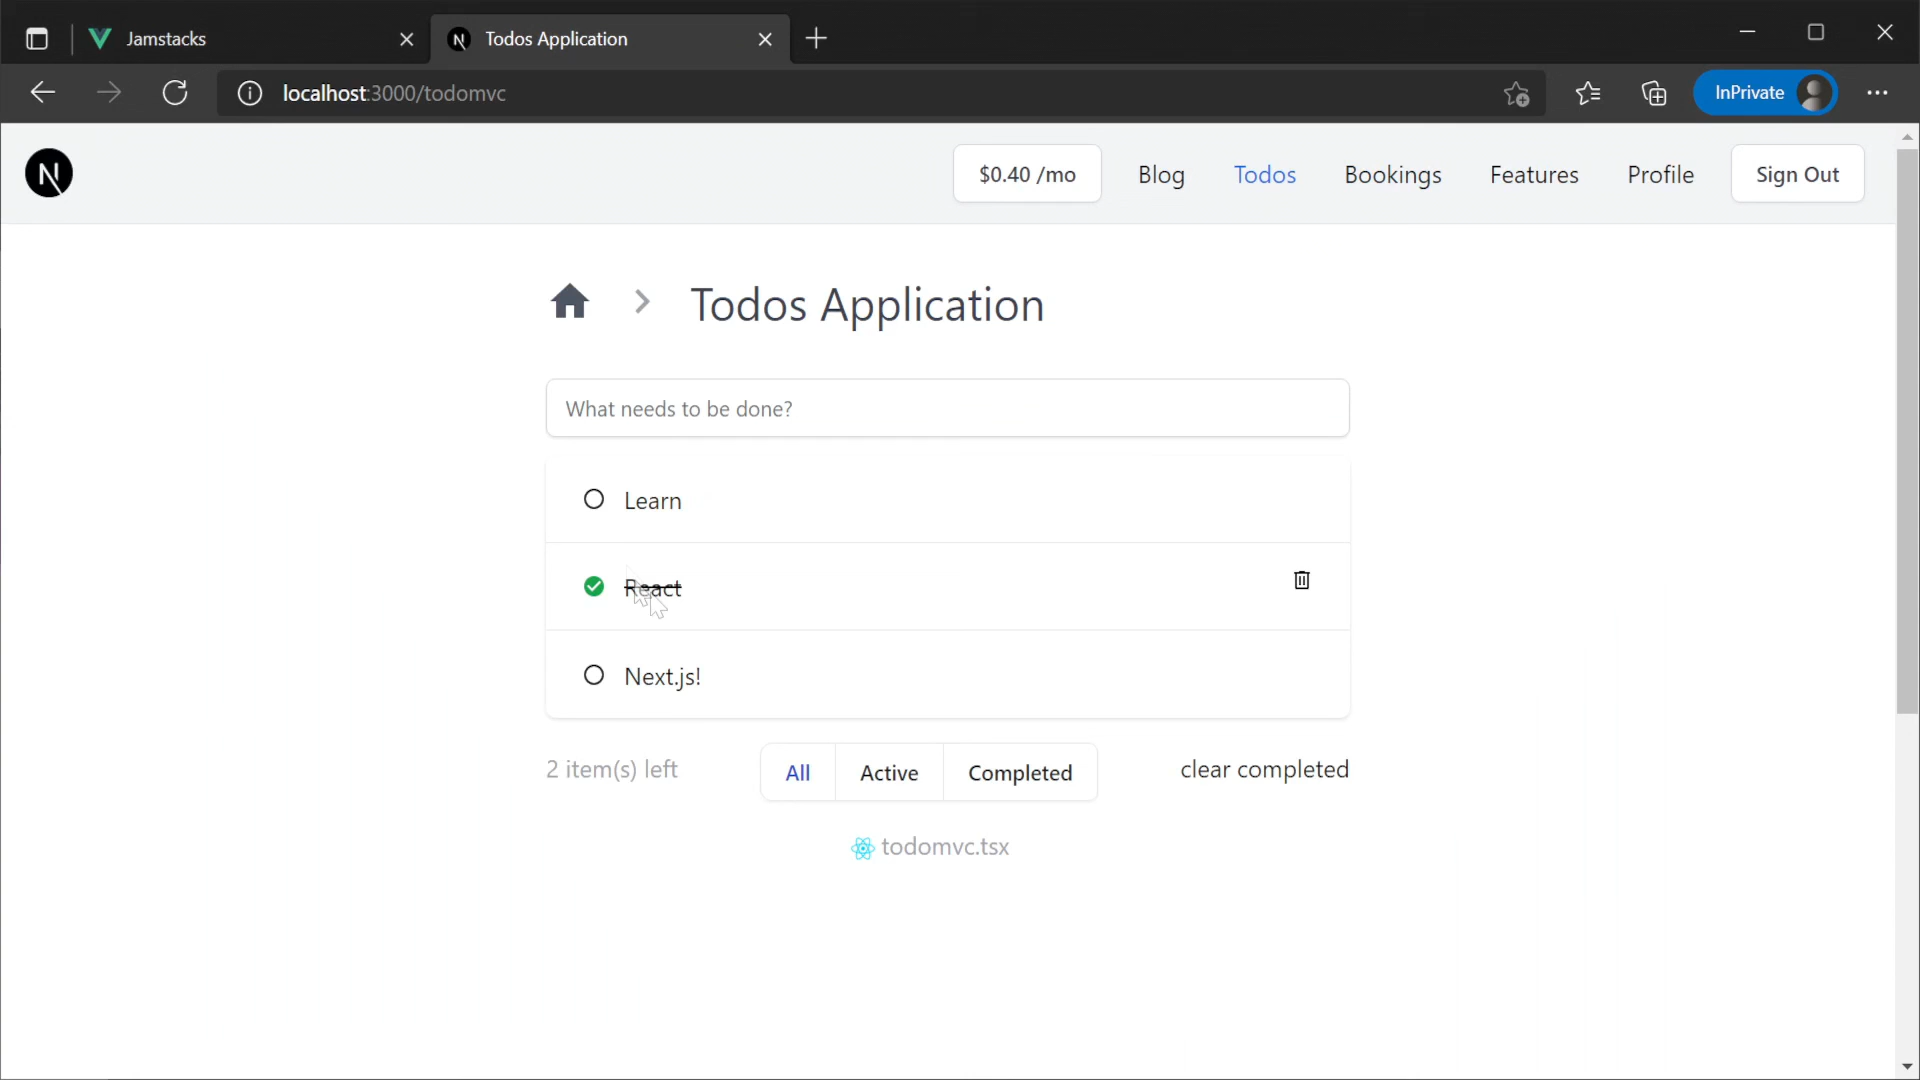 Jamstacks
Todos Application
localhost:3000/todomvc
InPrivate
N
$0.40 /mo
Blog
Todos
Bookings
Features
Profile
Sign Out
Todos Application
What needs to be done?
Learn
React
Next.js!
2 item(s) left
All
Active
Completed
clear completed
todomvc.tsx